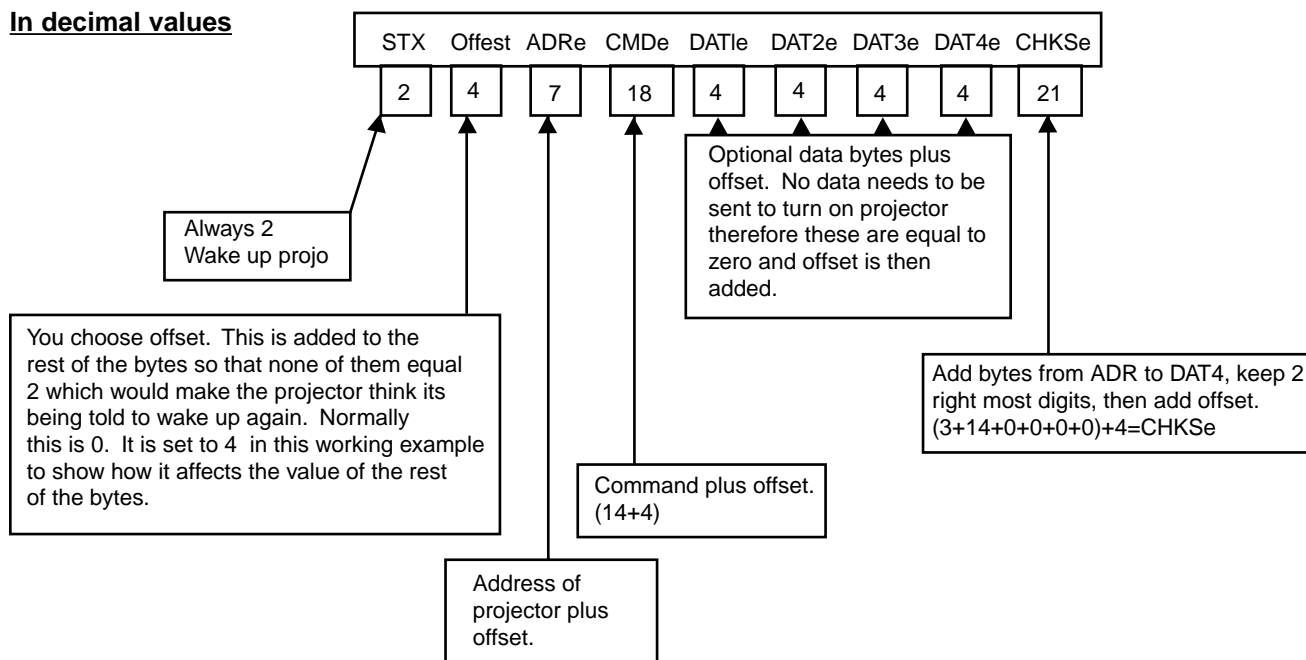 In decimal values
STX Offest ADRe CMDe DATle DAT2e DAT3e DAT4e CHKSe
2 4 7 18 4 4 4 4 21
Optional data bytes plus
offset. No data needs to be
sent to turn on projector
therefore these are equal to
zero and offset is then
added.
Always 2
Wake up projo
You choose offset. This is added to the
rest of the bytes so that none of them equal
2 which would make the projector think its
being told to wake up again. Normally
this is 0. It is set to 4 in this working example
to show how it affects the value of the rest
of the bytes.
Add bytes from ADR to DAT4, keep 2
right most digits, then add offset.
(3+14+0+0+0+0)+4=CHKSe
Command plus offset.
(14+4)
Address of
projector plus
offset.